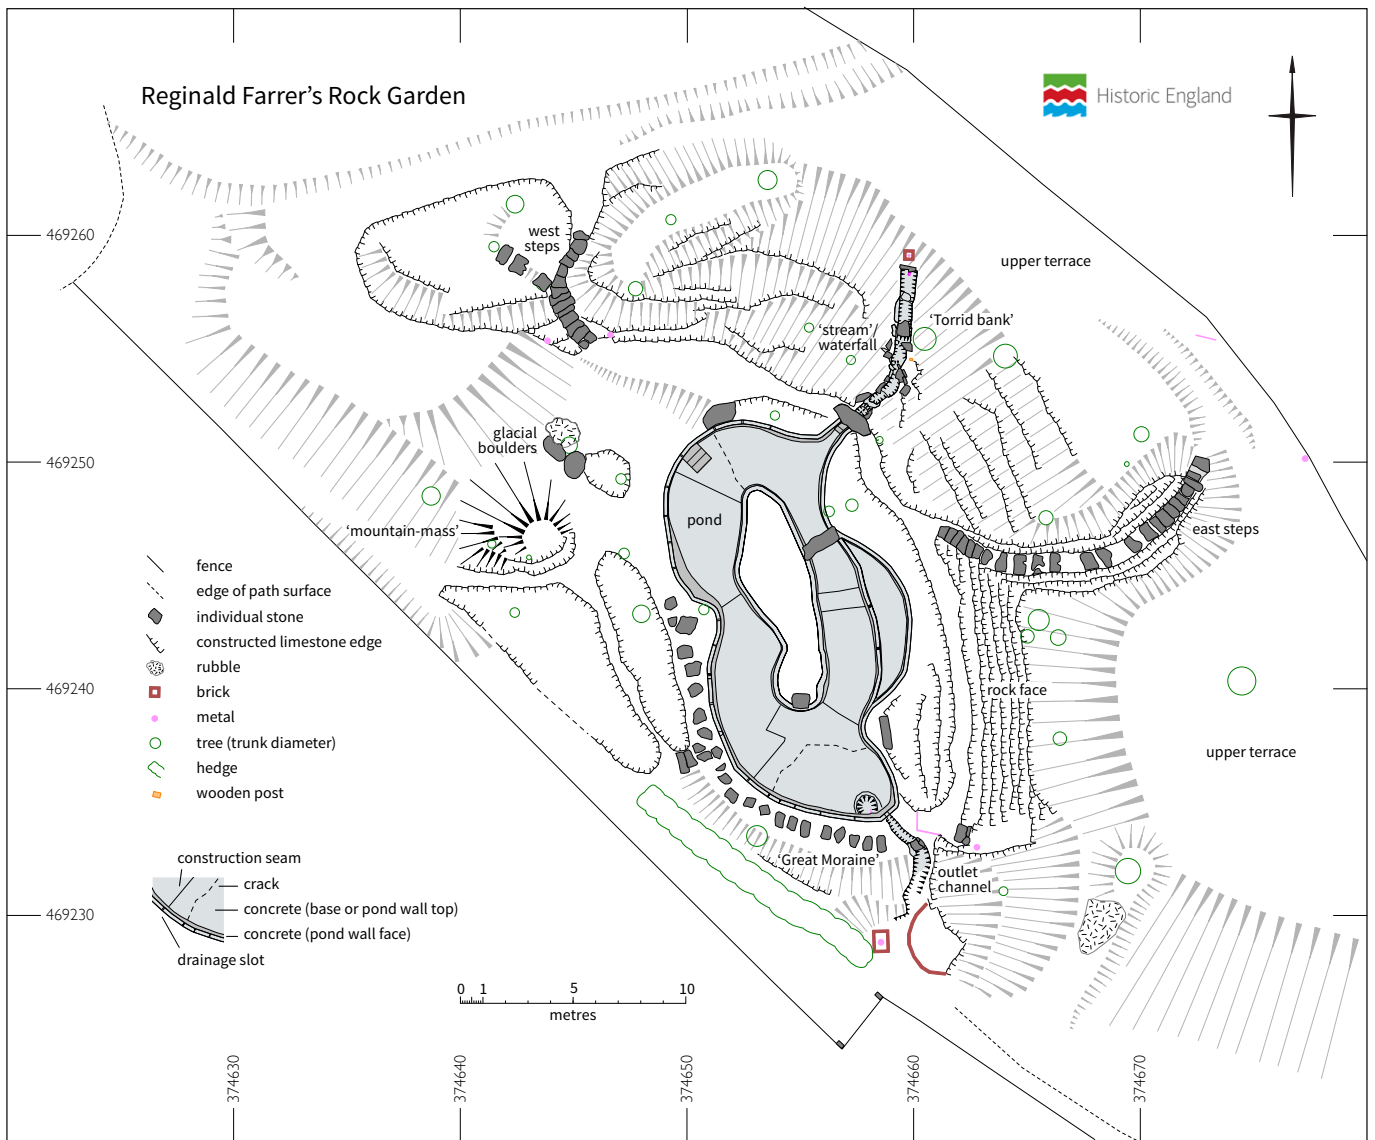 Reginald Farrer's Rock Garden
Historic England
469260
west
steps
upper terrace
'stream'/
waterfall
'Torrid bank'
glacial
boulders
469250
'mountain-mass'
pond
east steps
fence
edge of path surface
individual stone
constructed limestone edge
rubble
brick
metal
tree (trunk diameter)
hedge
wooden post
469240
rock face
upper terrace
construction seam
crack
concrete (base or pond wall top)
concrete (pond wall face)
drainage slot
'Great Moraine'
outlet
channel
469230
0 1 5 10
metres
374630
374640
374650
374660
374670